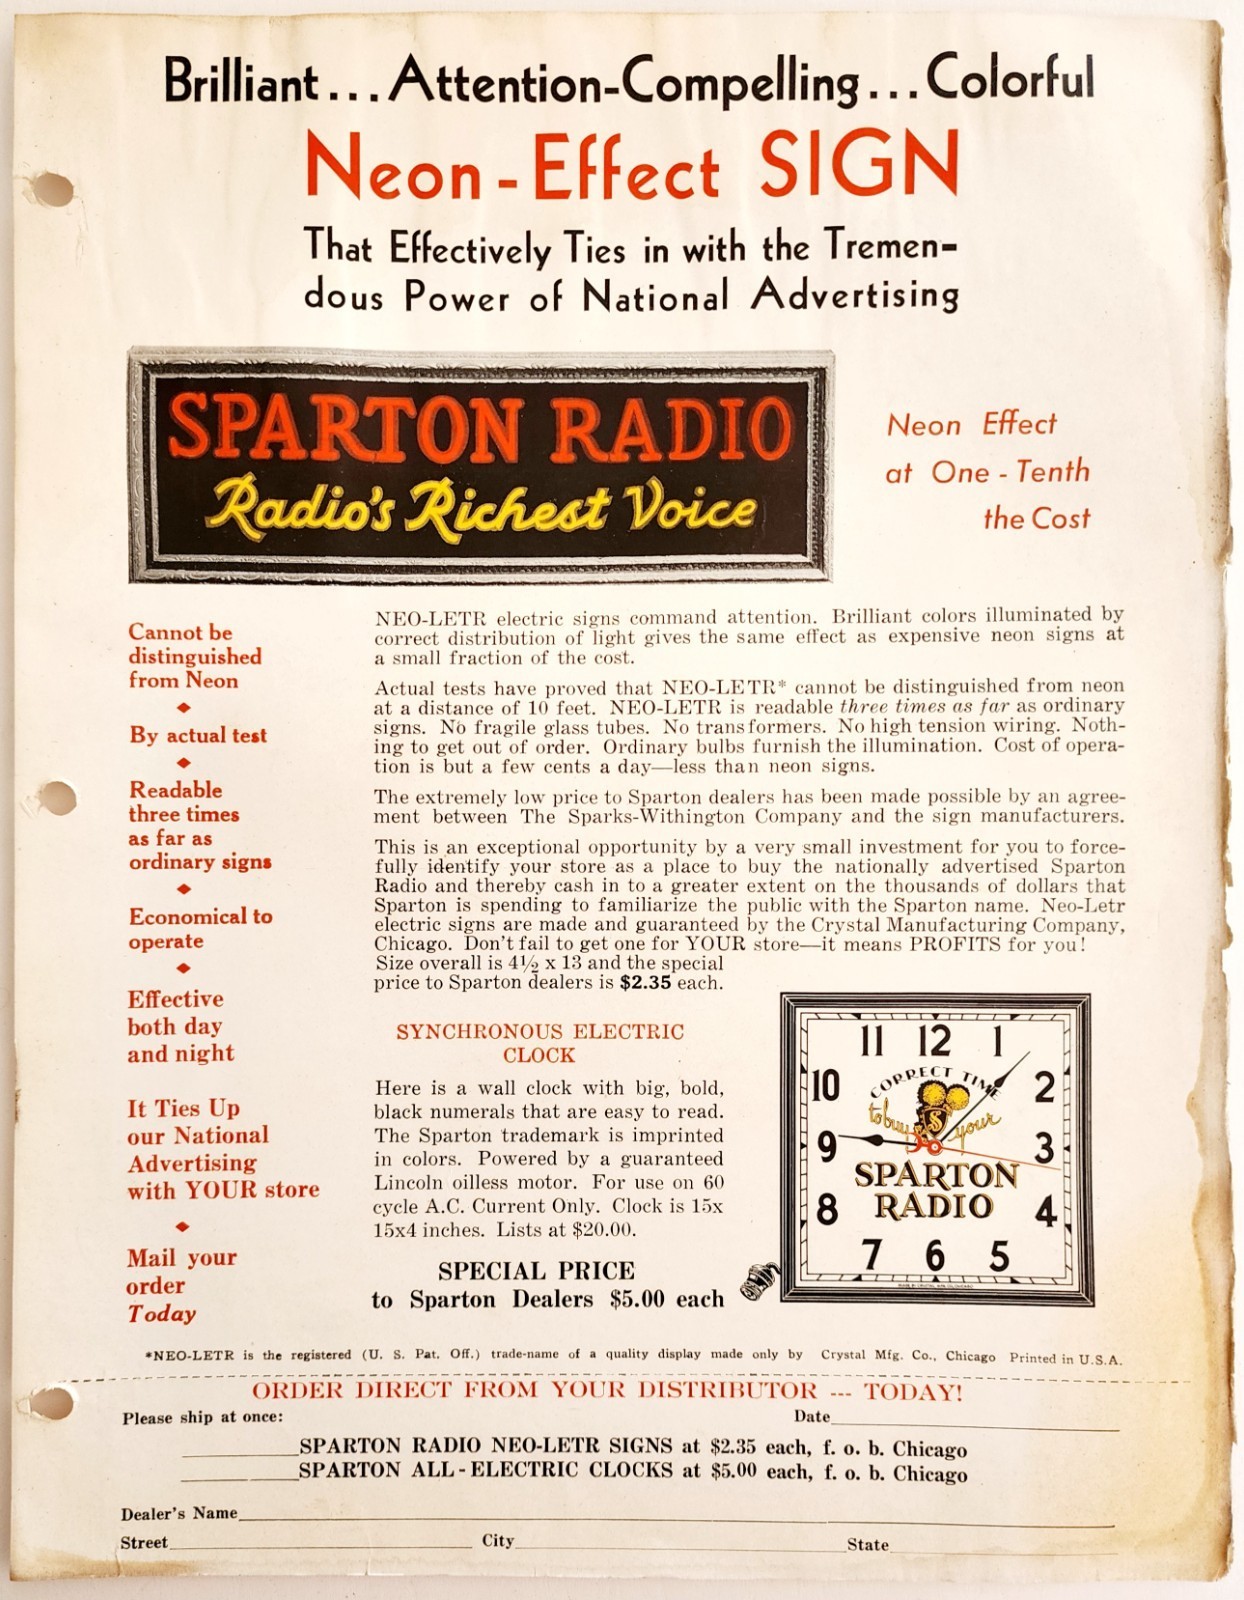 Brilliant...Attention-Compelling...Colorful
Neon-Effect SIGN
That Effectively Ties in with the Tremen-
dous Power of National Advertising
SPARTON RADIO
Radio's Richest Voice
Neon Effect
at One-Tenth
the Cost
Cannot be
distinguished
from Neon
By actual test
Readable
three times
as far as
ordinary signs
Economical to
operate
Effective
both day
and night
It Ties Up
our National
Advertising
with YOUR store
Mail your
order
Today
NEO-LETR electric signs command attention. Brilliant colors illuminated by
correct distribution of light gives the same effect as expensive neon signs at
a small fraction of the cost.
Actual tests have proved that NEO-LETR* cannot be distinguished from neon
at a distance of 10 feet. NEO-LETR is readable three times as far as ordinary
signs. No fragile glass tubes. No transformers. No high tension wiring. Noth-
ing to get out of order. Ordinary bulbs furnish the illumination. Cost of opera-
tion is but a few cents a day—less than neon signs.
The extremely low price to Sparton dealers has been made possible by an agree-
ment between The Sparks-Withington Company and the sign manufacturers.
This is an exceptional opportunity by a very small investment for you to force-
fully identify your store as a place to buy the nationally advertised Sparton
Radio and thereby cash in to a greater extent on the thousands of dollars that
Sparton is spending to familiarize the public with the Sparton name. Neo-Letr
electric signs are made and guaranteed by the Crystal Manufacturing Company,
Chicago. Don't fail to get one for YOUR store—it means PROFITS for you!
Size overall is 4½ x 13 and the special
price to Sparton dealers is $2.35 each.
SYNCHRONOUS ELECTRIC
CLOCK
Here is a wall clock with big, bold,
black numerals that are easy to read.
The Sparton trademark is imprinted
in colors. Powered by a guaranteed
Lincoln oilless motor. For use on 60
cycle A.C. Current Only. Clock is 15x
15x4 inches. Lists at $20.00.
SPECIAL PRICE
to Sparton Dealers $5.00 each
11 12 1
10 2
9 3
8 4
7 6 5
CORRECT TIME
to buy your
S
SPARTON
RADIO
*NEO-LETR is the registered (U. S. Pat. Off.) trade-name of a quality display made only by Crystal Mfg. Co., Chicago Printed in U.S.A.
ORDER DIRECT FROM YOUR DISTRIBUTOR --- TODAY!
Please ship at once: Date
SPARTON RADIO NEO-LETR SIGNS at $2.35 each, f. o. b. Chicago
SPARTON ALL-ELECTRIC CLOCKS at $5.00 each, f. o. b. Chicago
Dealer's Name
Street City State